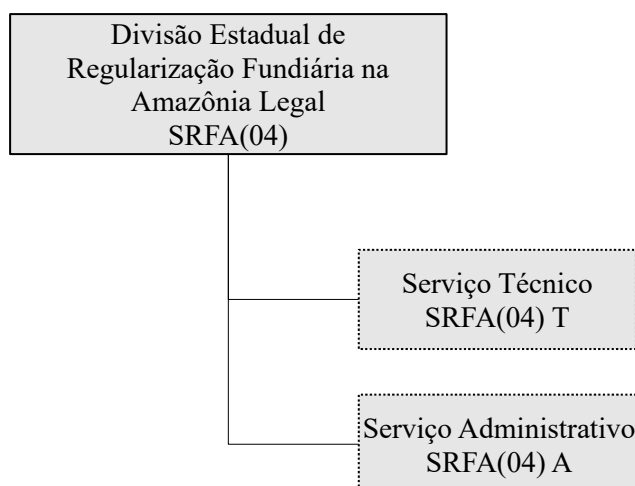 Divisão Estadual de
Regularização Fundiária na
Amazônia Legal
SRFA(04)
Serviço Técnico
SRFA(04) T
Serviço Administrativo
SRFA(04) A